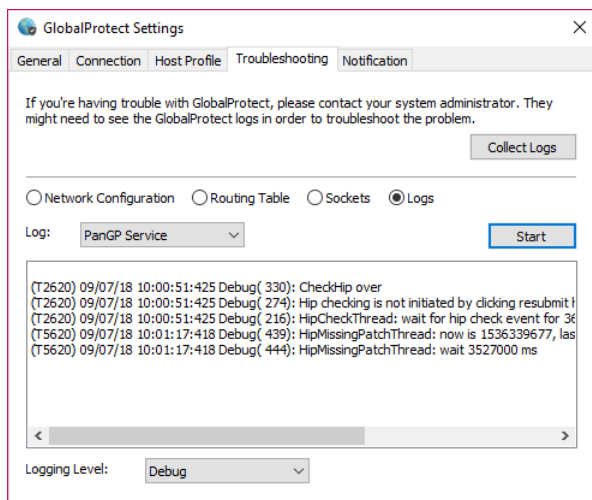 GlobalProtect Settings
General Connection Host Profile Troubleshooting Notification
If you're having trouble with GlobalProtect, please contact your system administrator. They
might need to see the GlobalProtect logs in order to troubleshoot the problem.
Collect Logs
Network Configuration Routing Table Sockets Logs
Log: PanGP Service Start
(T2620) 09/07/18 10:00:51:425 Debug( 330): CheckHip over
(T2620) 09/07/18 10:00:51:425 Debug( 274): Hip checking is not initiated by clicking resubmit
(T2620) 09/07/18 10:00:51:425 Debug( 216): HipCheckThread: wait for hip check event for 36
(T5620) 09/07/18 10:01:17:418 Debug( 439): HipMissingPatchThread: now is 1536339677, las
(T5620) 09/07/18 10:01:17:418 Debug( 444): HipMissingPatchThread: wait 3527000 ms
Logging Level: Debug